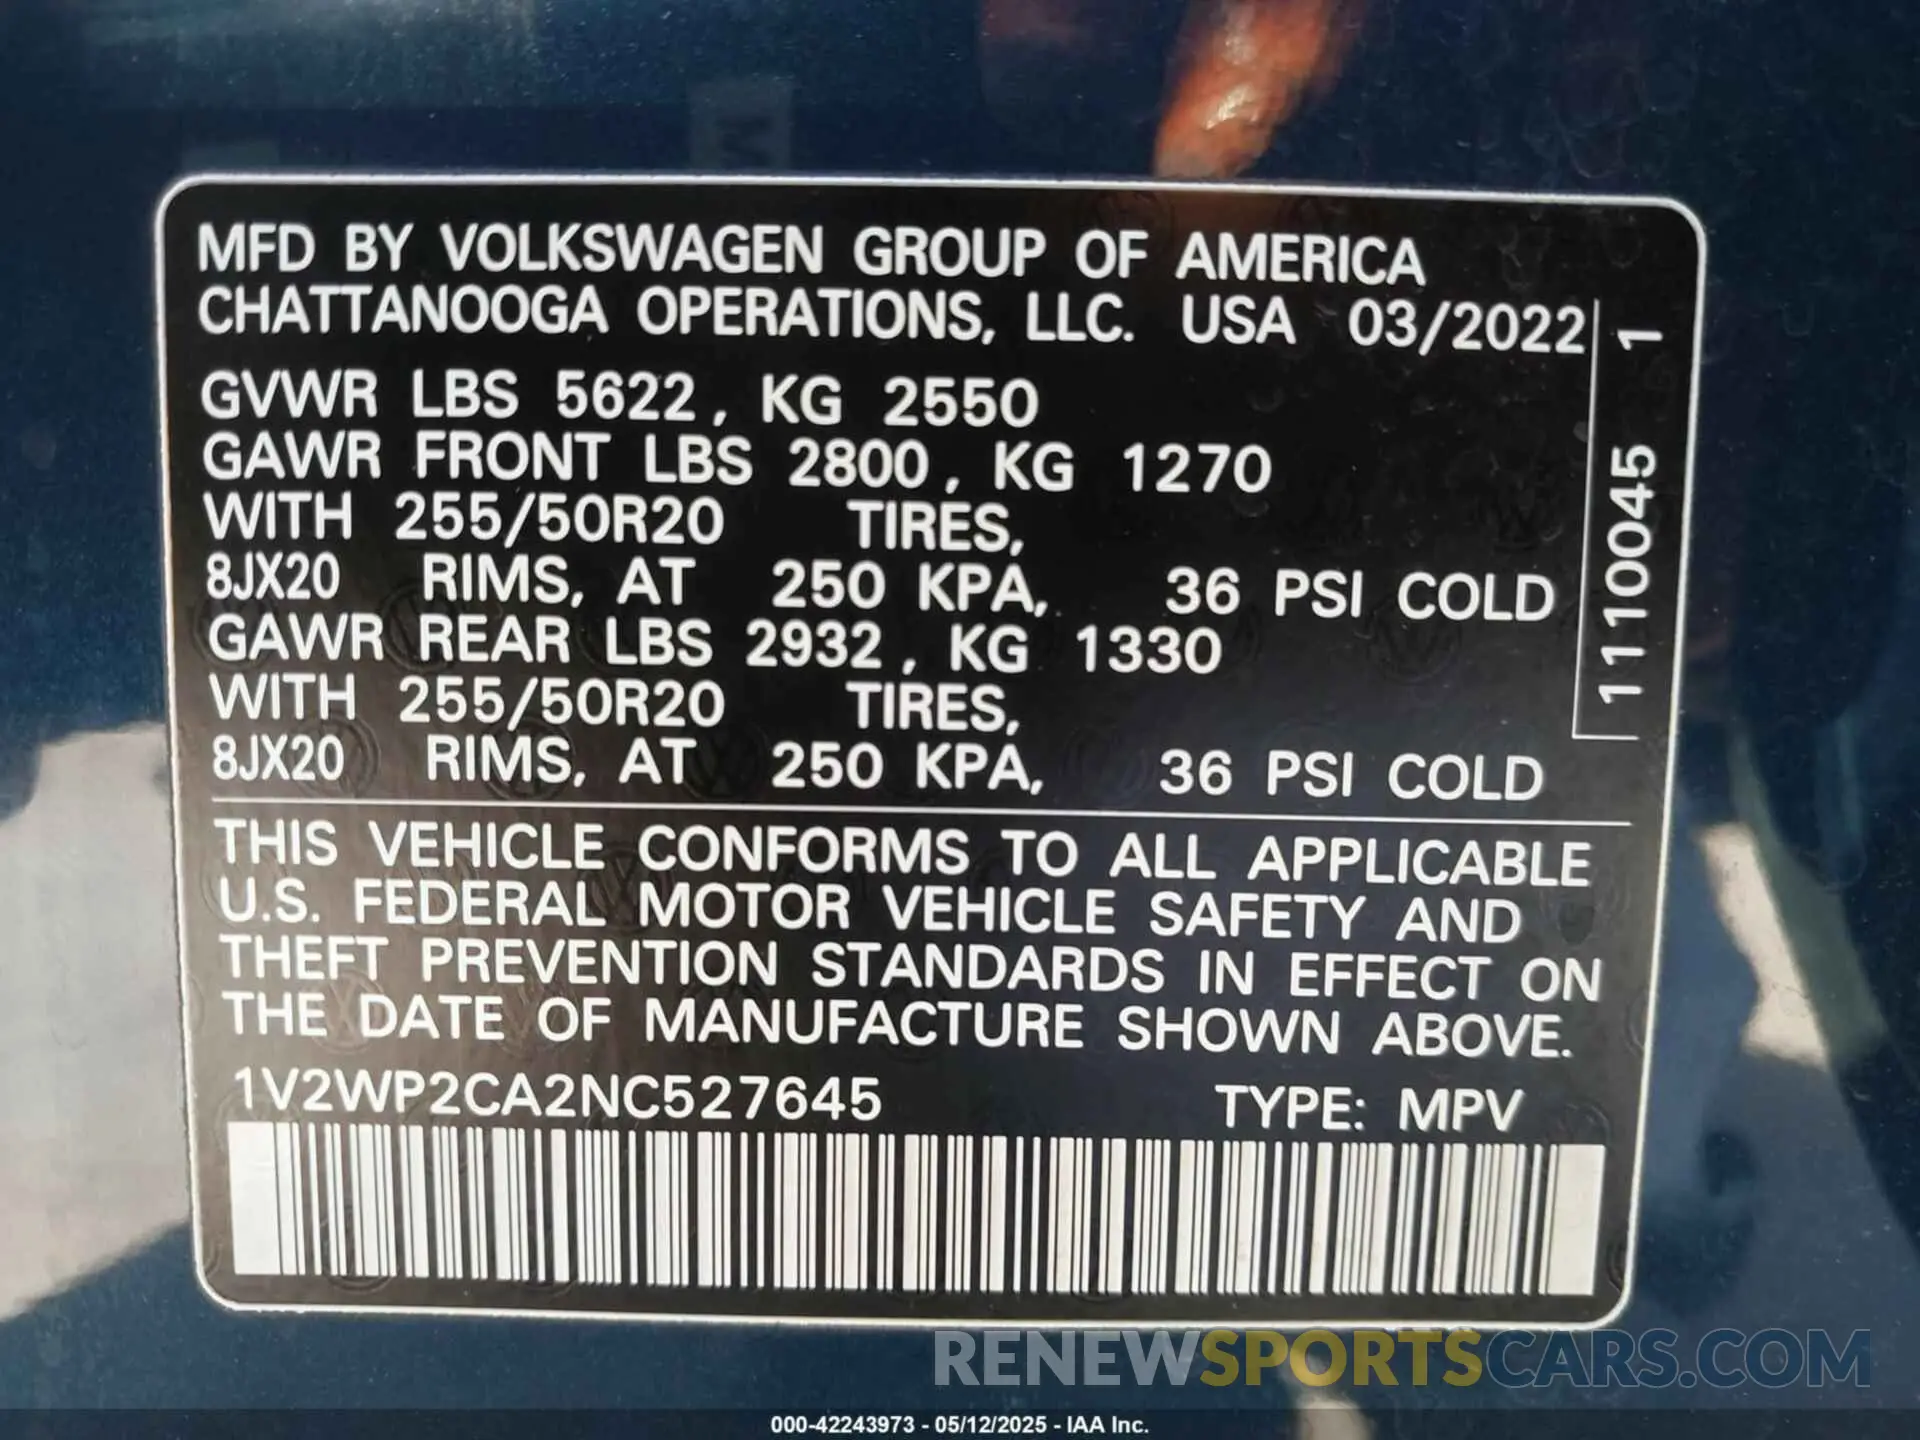 MFD BY VOLKSWAGEN GROUP OF AMERICA
CHATTANOOGA OPERATIONS, LLC. USA 03/2022
GVWR LBS 5622, KG 2550
GAWR FRONT LBS 2800, KG 1270
WITH 255/50R20 TIRES,
8JX20 RIMS, AT 250 KPA, 36 PSI COLD
GAWR REAR LBS 2932, KG 1330
WITH 255/50R20 TIRES,
8JX20 RIMS, AT 250 KPA, 36 PSI COLD
1110045 1
THIS VEHICLE CONFORMS TO ALL APPLICABLE
U.S. FEDERAL MOTOR VEHICLE SAFETY AND
THEFT PREVENTION STANDARDS IN EFFECT ON
THE DATE OF MANUFACTURE SHOWN ABOVE.
1V2WP2CA2NC527645 TYPE: MPV
RENEWSPORTSCARS.COM
000-42243973 - 05/12/2025 - IAA Inc.